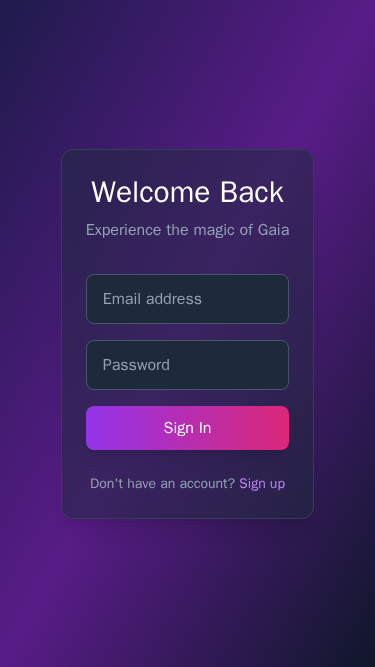 Welcome Back
Experience the magic of Gaia
Email address
Password
Sign In
Don't have an account? Sign up